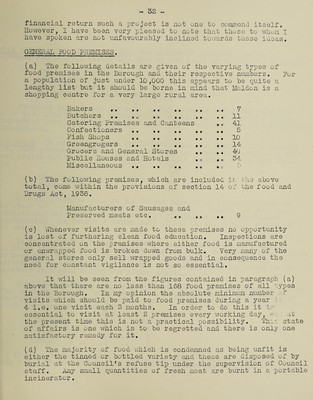 - 32 -
financial return such a project is not one to commend itself.
However, I have been very pleased to note that those to whom I
have spoken are not unfavourably inclined towards these ideas.
GENERAL FOOD PREMISES.
(a) The following details are given of the varying types of
food premises in the Borough and their respective numbers. For
a population of just under 10,000 this appears to be quite a
lengthy list but it should be borne in mind that Maldon is a
shopping centre for a very large rural area.
Bakers .. .. .. .. .. .. 7
Butchers .. .. .. .. .. .. 11
Catering Premises and Canteens .. 41
Confectioners .. .. .. .. ..
Fish Shops .. .. .. .. .. 10
Greengrocers .. .. .. .. .. 14
Grocers and General Stores .. ..
Public Houses and Hotels .. .. 34
Miscellaneous .. .. .. .. ..
(b) The following premises, which are included in the above
total, come within the provisions of section 14 of the Food and
Drugs Act, 1938.
Manufacturers of Sausages and
Preserved meats etc. .. .. .. 9
(c) Whenever visits are made to these premises no opportunity
is lost of furthering clean food education. Inspections are
concentrated on the premises where either food is manufactured
or unwrapped food is broken down from bulk. Very many of the
general stores only sell wrapped goods and in consequence the
need for constant vigilance is not so essential.
It will be seen from the figures contained in paragraph (a)
above that there are no less than 168 food premises of all types
in the Borough. In my opinion the absolute minimum number of
visits which should be paid to food premises during a year is
4 i.e. one visit each 3 months. In order to do this it is
essential to visit at least 2 premises every working day, at
the present time this is not a practical possibility. This state
of affairs is one which is to be regretted and there is only one
satisfactory remedy for it.
(d) The majority of food which is condemned as being unfit is
either the tinned or bottled variety and these are disposed of by
burial at the Council's refuse tip under the supervision of Council
staff. Any small quantities of fresh meat are burnt in a portable
incinerator.